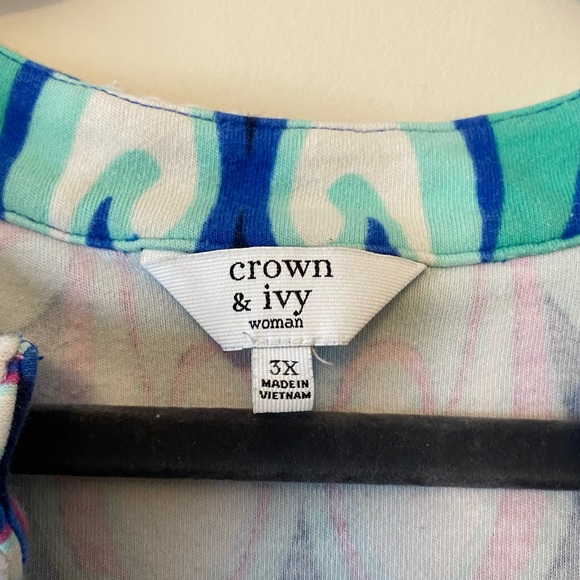 crown
& ivy
woman
3X
MADE IN
VIETNAM